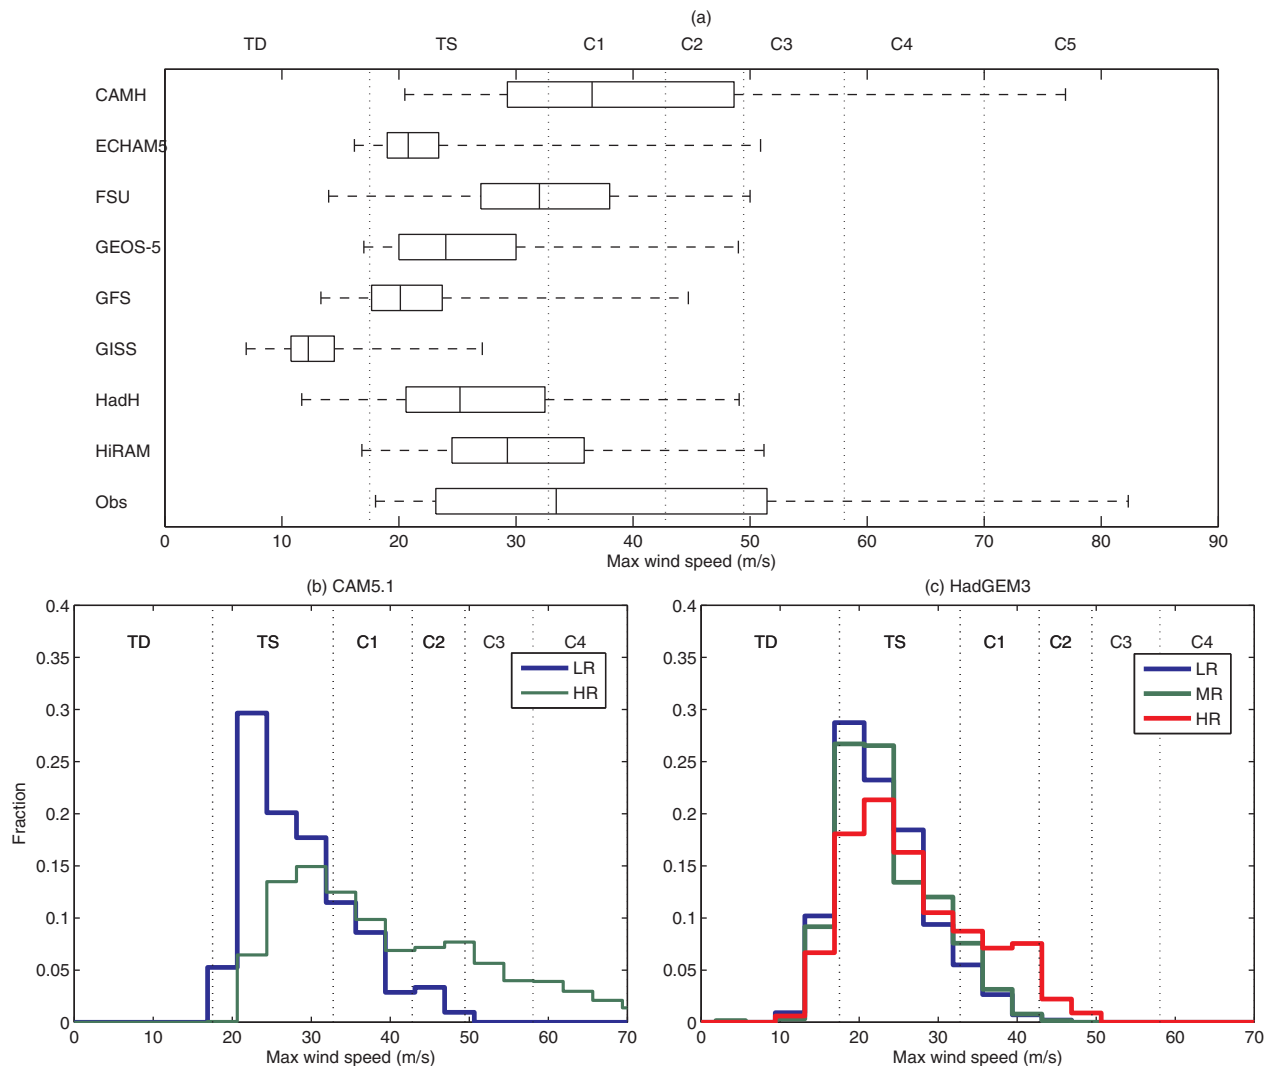 (a)
TD TS C1 C2 C3 C4 C5
CAMH
ECHAM5
FSU
GEOS-5
GFS
GISS
HadH
HiRAM
Obs
0 10 20 30 40 50 60 70 80 90
Max wind speed (m/s)
(b) CAM5.1
0.4
0.35
0.3
0.25
0.2
0.15
0.1
0.05
0
Fraction
TD TS C1 C2 C3 C4
LR
HR
0 10 20 30 40 50 60 70
Max wind speed (m/s)
(c) HadGEM3
0.4
0.35
0.3
0.25
0.2
0.15
0.1
0.05
0
TD TS C1 C2 C3 C4
LR
MR
HR
0 10 20 30 40 50 60 70
Max wind speed (m/s)